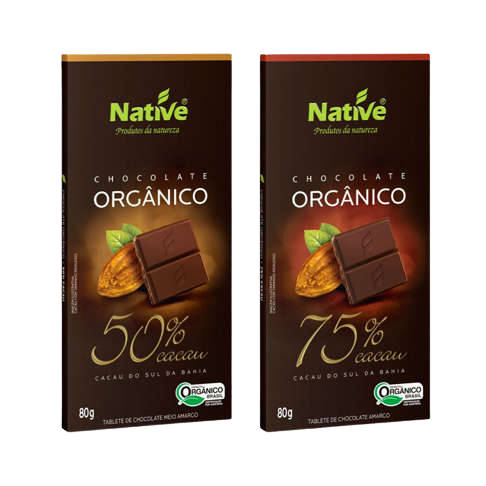 Native®
Produtos da natureza
CHOCOLATE
ORGÂNICO
50% cacau
CACAU DO SUL DA BAHIA
80g
ORGÂNICO
BRASIL
TABLETE DE CHOCOLATE MEIO AMARGO
Native®
Produtos da natureza
CHOCOLATE
ORGÂNICO
75% cacau
CACAU DO SUL DA BAHIA
80g
ORGÂNICO
BRASIL
TABLETE DE CHOCOLATE AMARGO